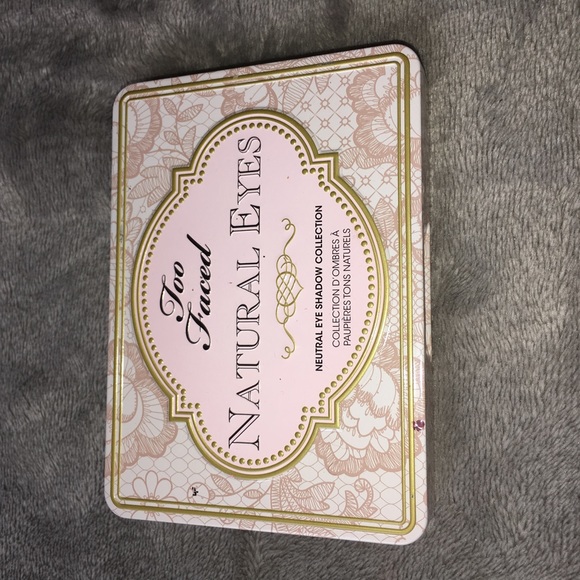 Too
Faced
NATURAL EYES
NEUTRAL EYE SHADOW COLLECTION
COLLECTION D'OMBRES À
PAUPIÈRES TONS NATURELS